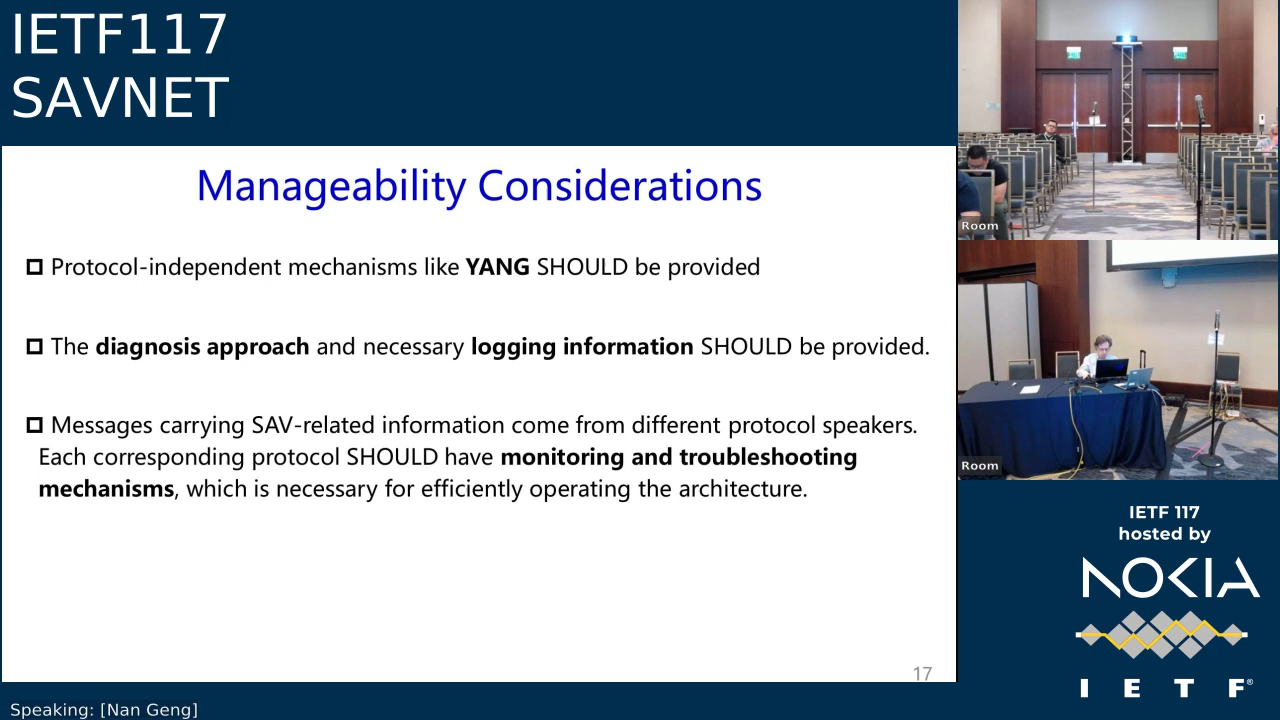 IETF117
SAVNET
Manageability Considerations
Protocol-independent mechanisms like YANG SHOULD be provided
The diagnosis approach and necessary logging information SHOULD be provided.
Messages carrying SAV-related information come from different protocol speakers.
Each corresponding protocol SHOULD have monitoring and troubleshooting
mechanisms, which is necessary for efficiently operating the architecture.
17
Speaking: [Nan Geng]
Room
Room
IETF 117
hosted by
NOKIA
I E T F®